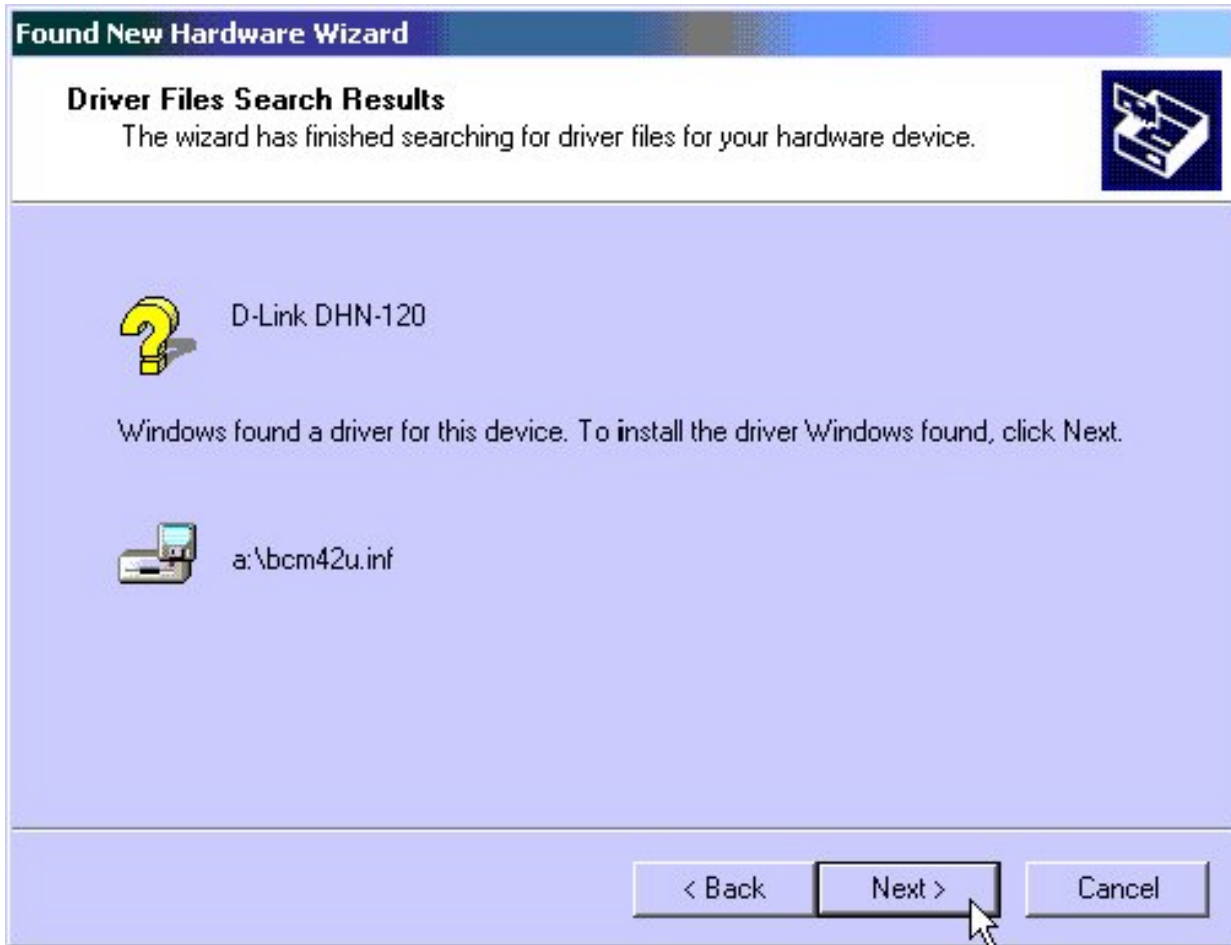 Found New Hardware Wizard
Driver Files Search Results
The wizard has finished searching for driver files for your hardware device.
D-Link DHN-120
Windows found a driver for this device. To install the driver Windows found, click Next.
a:\bcm42u.inf
< Back
Next >
Cancel